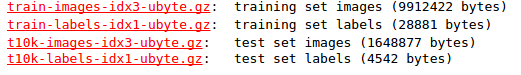 train-images-idx3-ubyte.gz: training set images (9912422 bytes)
train-labels-idx1-ubyte.gz: training set labels (28881 bytes)
t10k-images-idx3-ubyte.gz: test set images (1648877 bytes)
t10k-labels-idx1-ubyte.gz: test set labels (4542 bytes)